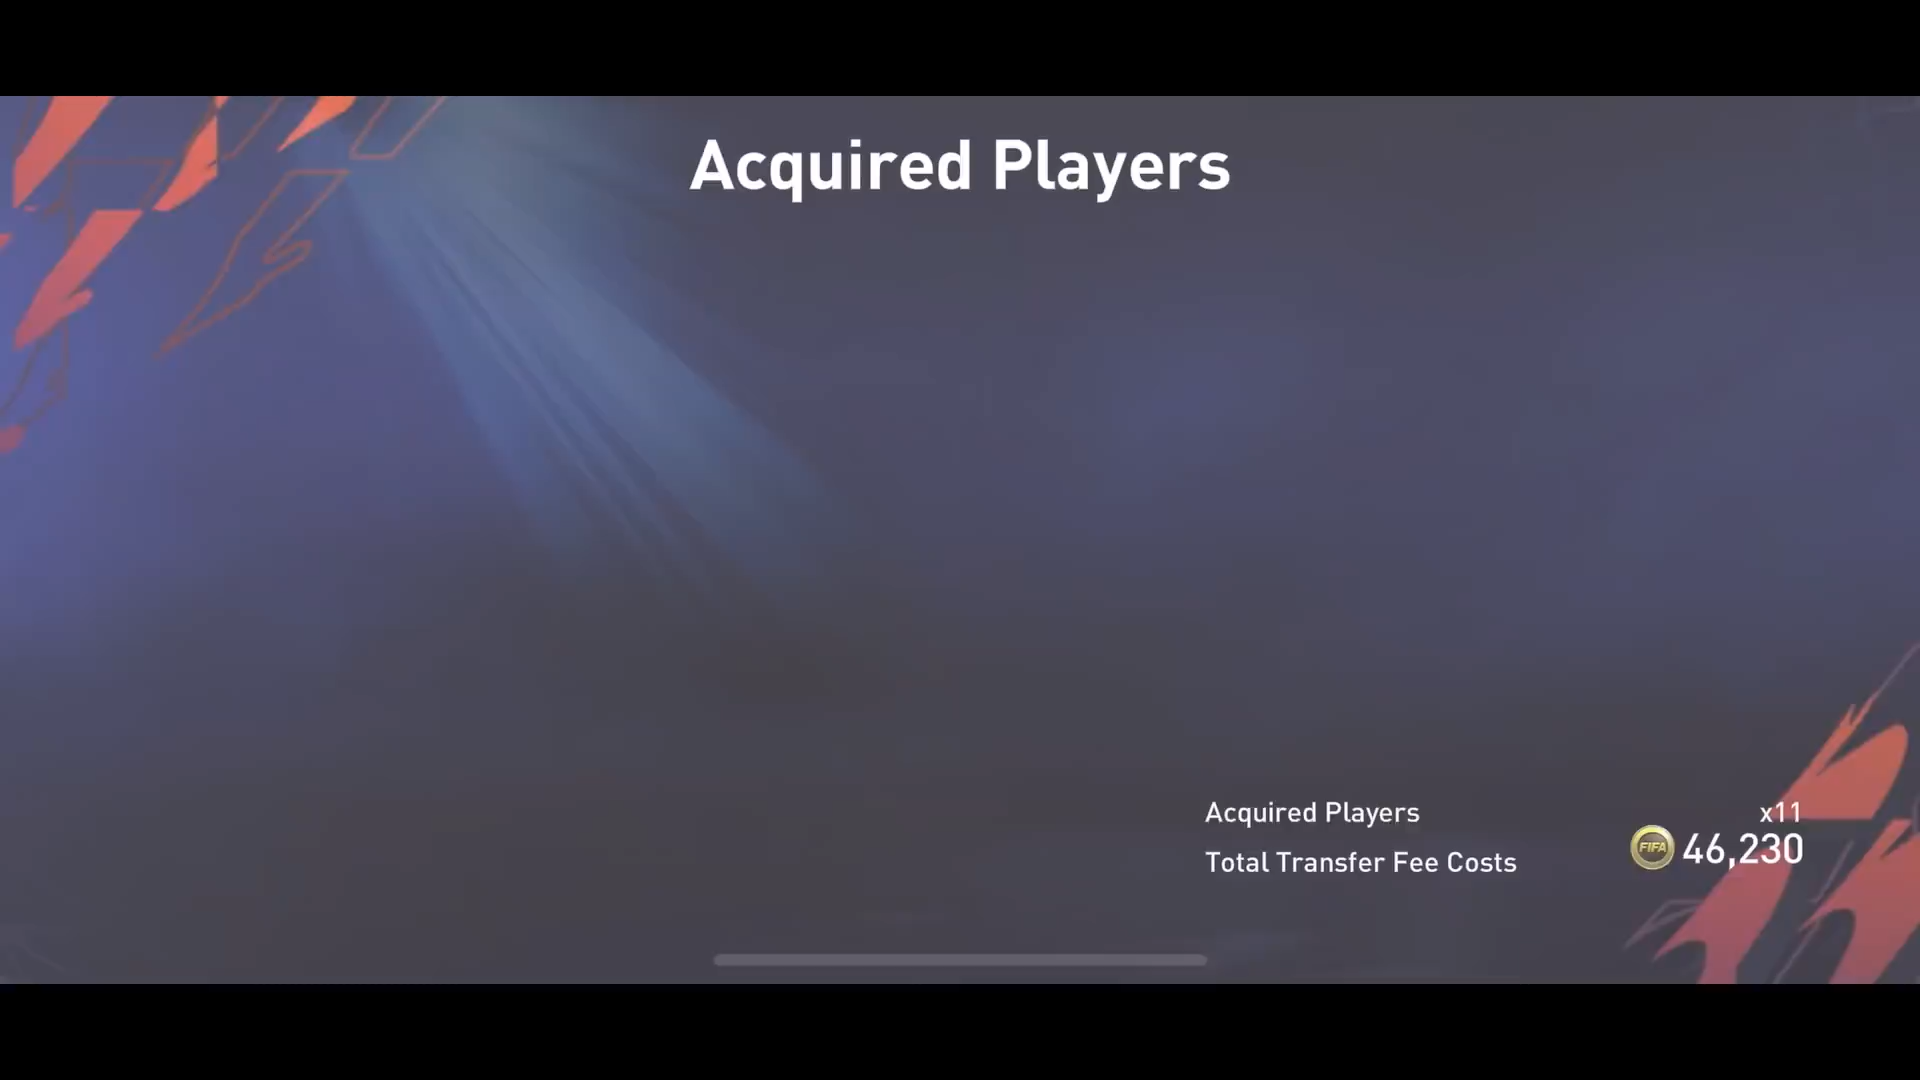 Acquired Players
Acquired Players x11
Total Transfer Fee Costs FIFA 46,230